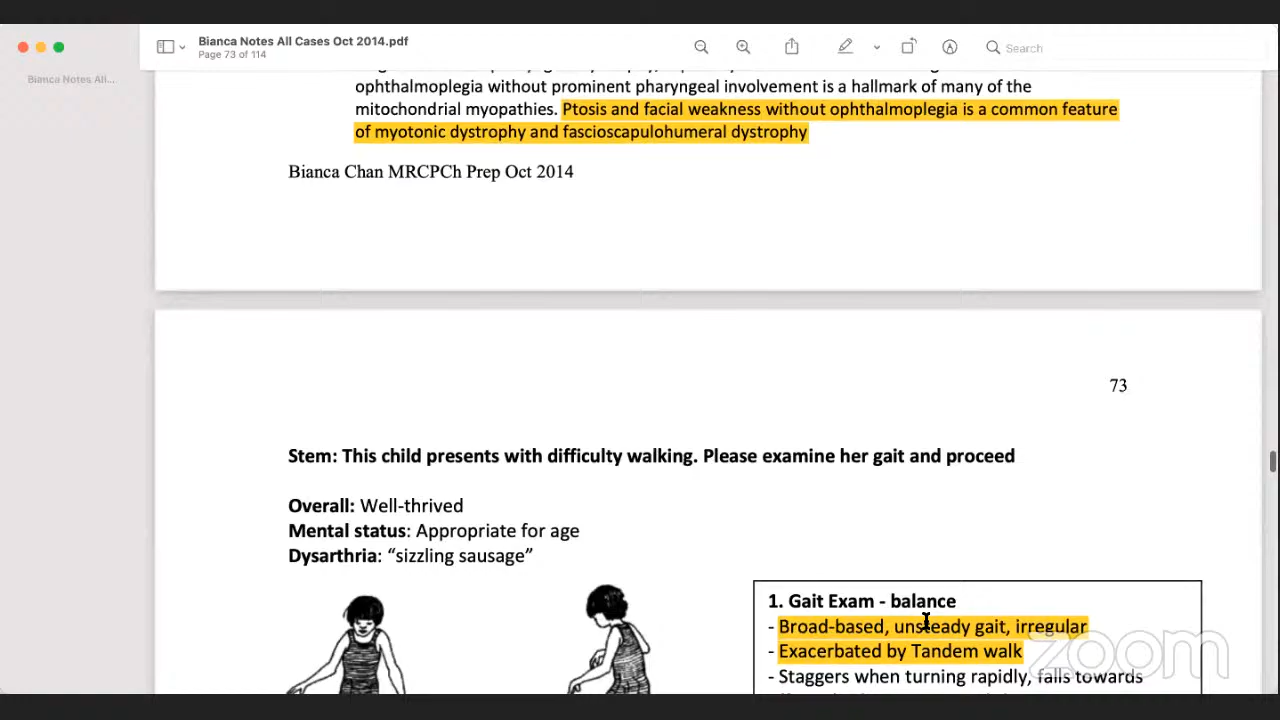 Bianca Notes All Cases Oct 2014.pdf
Page 73 of 114
Search
Bianca Notes All...
ophthalmoplegia without prominent pharyngeal involvement is a hallmark of many of the
mitochondrial myopathies. Ptosis and facial weakness without ophthalmoplegia is a common feature
of myotonic dystrophy and fascioscapulohumeral dystrophy
Bianca Chan MRCPCh Prep Oct 2014
73
Stem: This child presents with difficulty walking. Please examine her gait and proceed
Overall: Well-thrived
Mental status: Appropriate for age
Dysarthria: “sizzling sausage”
1. Gait Exam - balance
- Broad-based, unsteady gait, irregular
- Exacerbated by Tandem walk
- Staggers when turning rapidly, falls towards
zoom